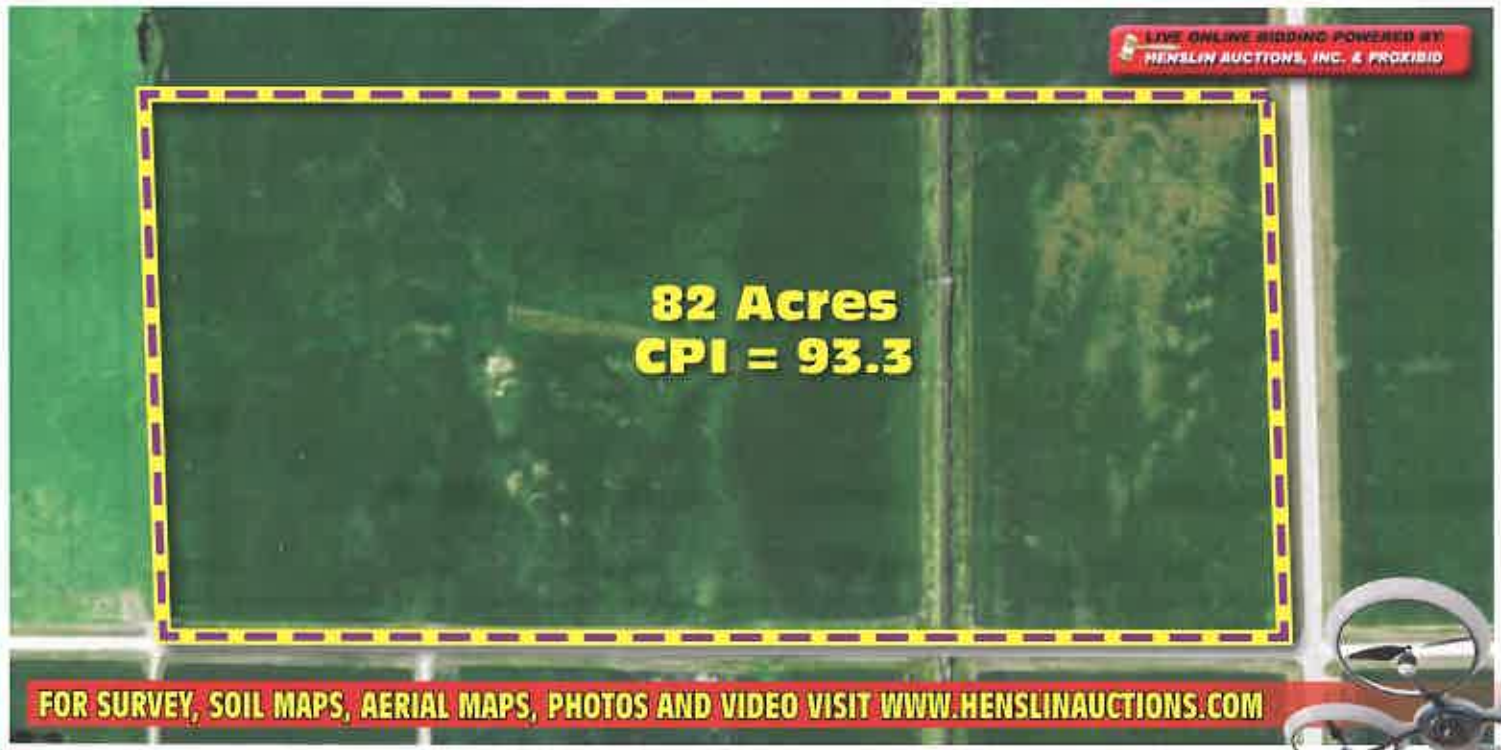 LIVE ONLINE BIDDING POWERED BY:
HENSLIN AUCTIONS, INC. & PROXIBID
82 Acres
CPI = 93.3
FOR SURVEY, SOIL MAPS, AERIAL MAPS, PHOTOS AND VIDEO VISIT WWW.HENSLINAUCTIONS.COM